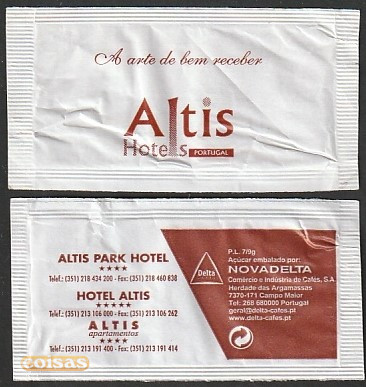 A arte de bem receber
Altis
Hotels
PORTUGAL
ALTIS PARK HOTEL
★★★★
Telef.: (351) 218 434 200 - Fax: (351) 218 460 838
HOTEL ALTIS
★★★★★
Telef.: (351) 213 106 000 - Fax: (351) 213 106 262
ALTIS
apartamentos
★★★★
Telef.: (351) 213 191 400 - Fax: (351) 213 191 414
Delta
P.L. 7/9g
Açúcar embalado por:
NOVADELTA
Comércio e Indústria de Cafés, S.A.
Herdade das Argamassas
7370-171 Campo Maior
Tel: 268 680000 Portugal
geral@delta-cafes.pt
www.delta-cafes.pt
coisas